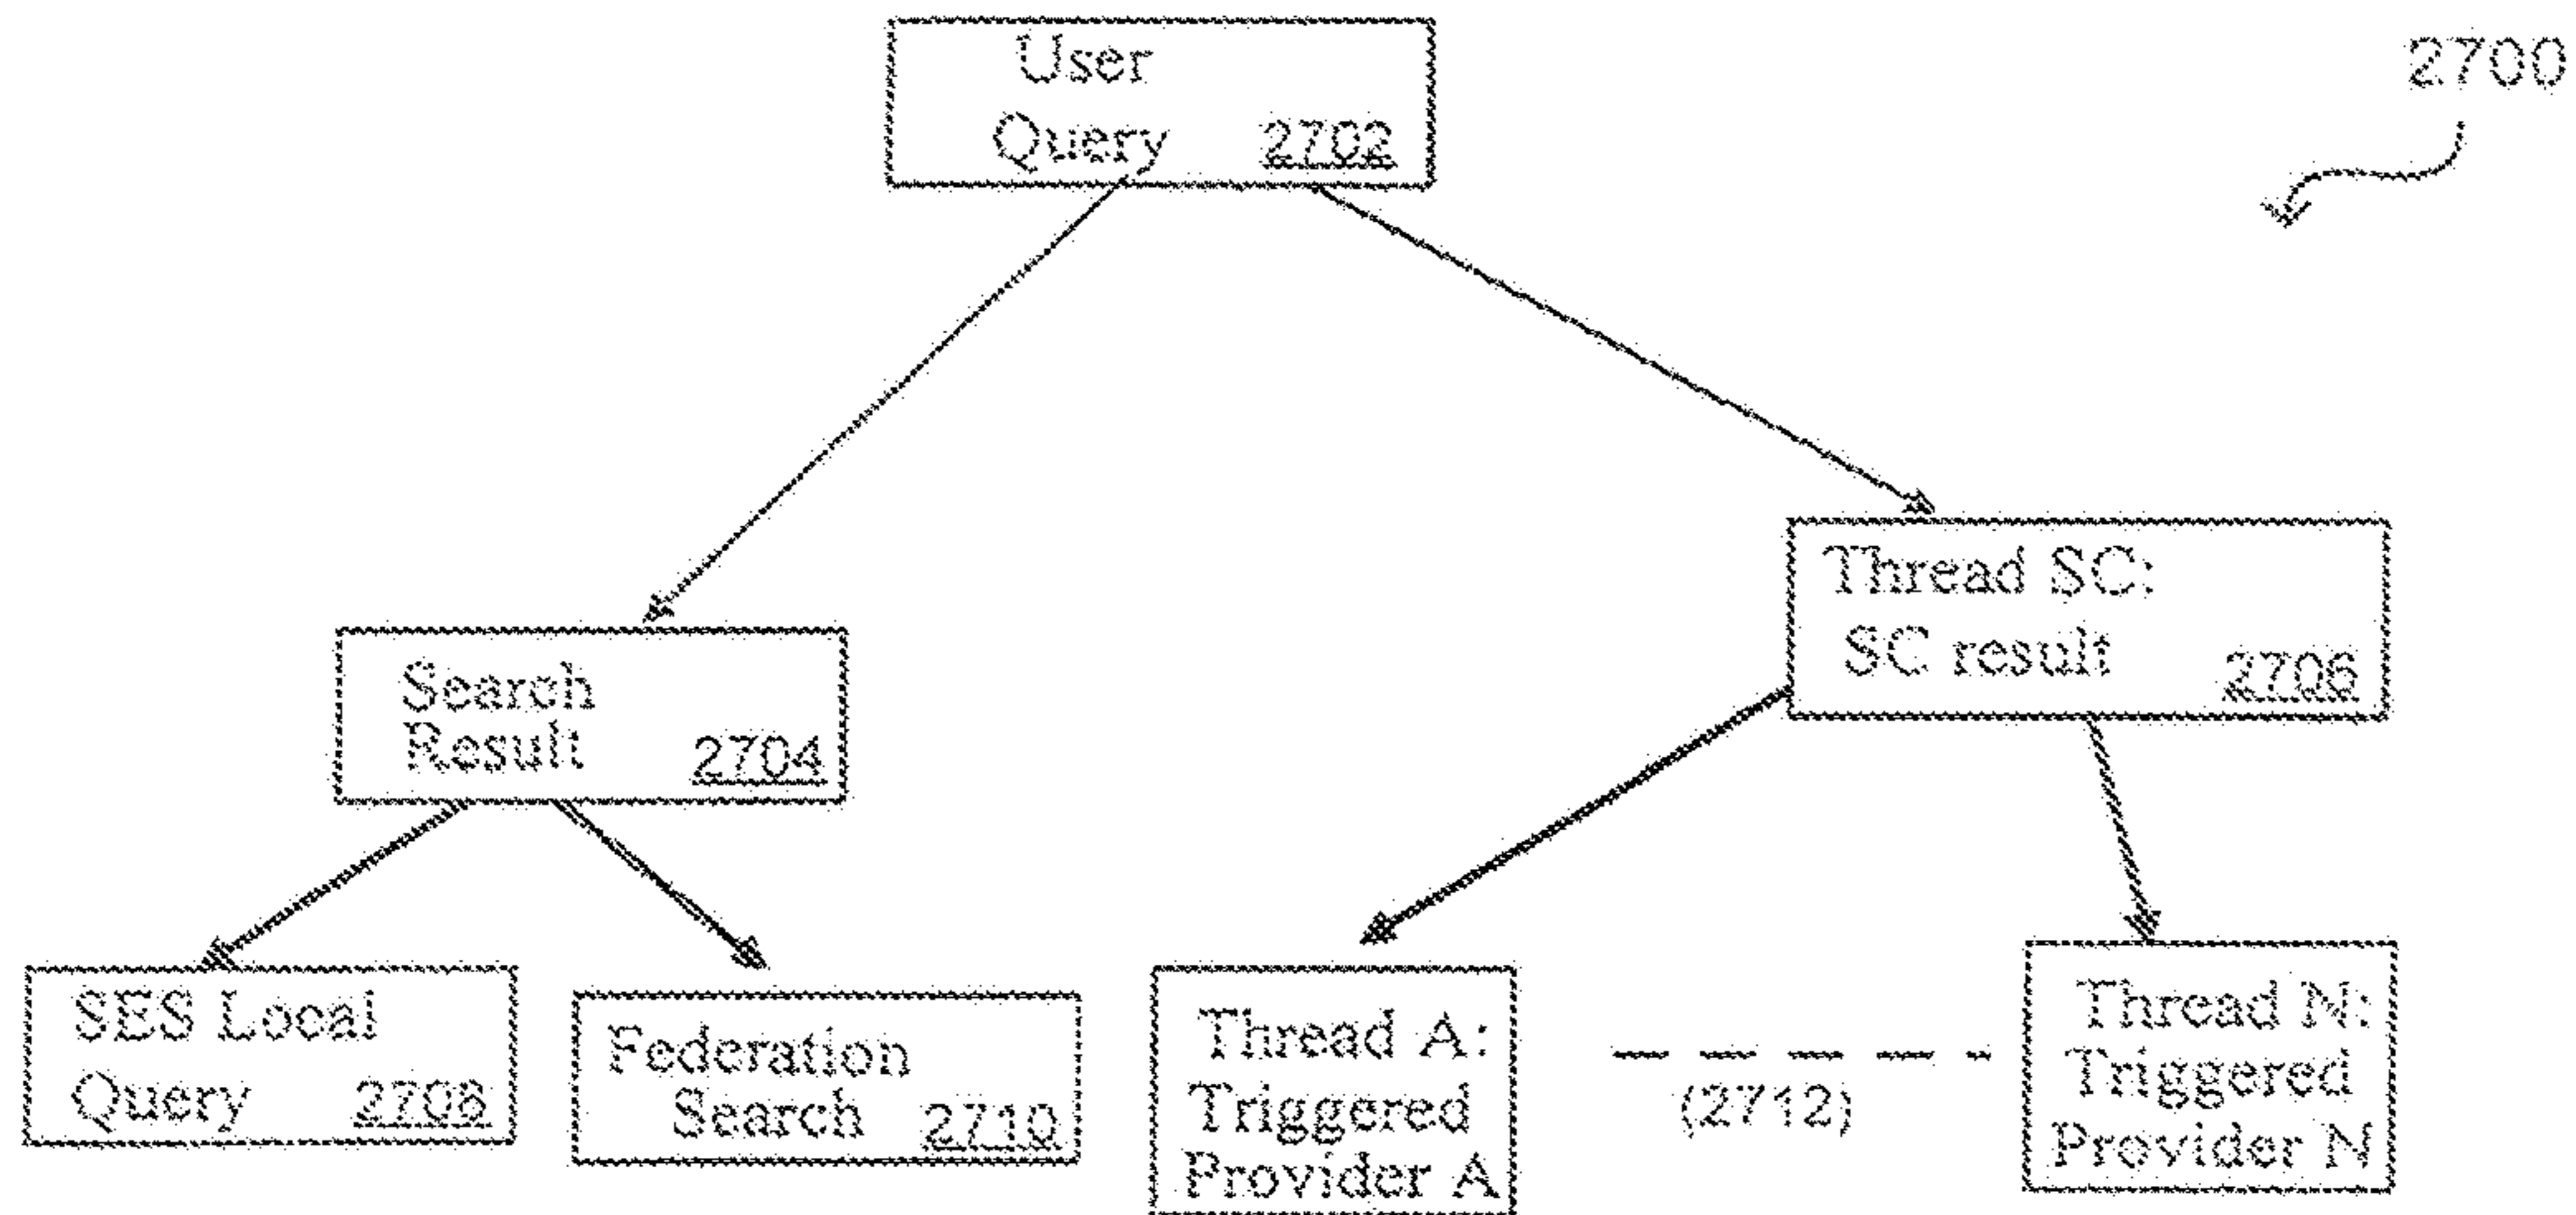 2700
User
Query 2702
Thread SC:
SC result 2706
Search
Result 2704
SES Local
Query 2708
Federation
Search 2710
Thread A:
Triggered
Provider A
(2712)
Thread N:
Triggered
Provider N